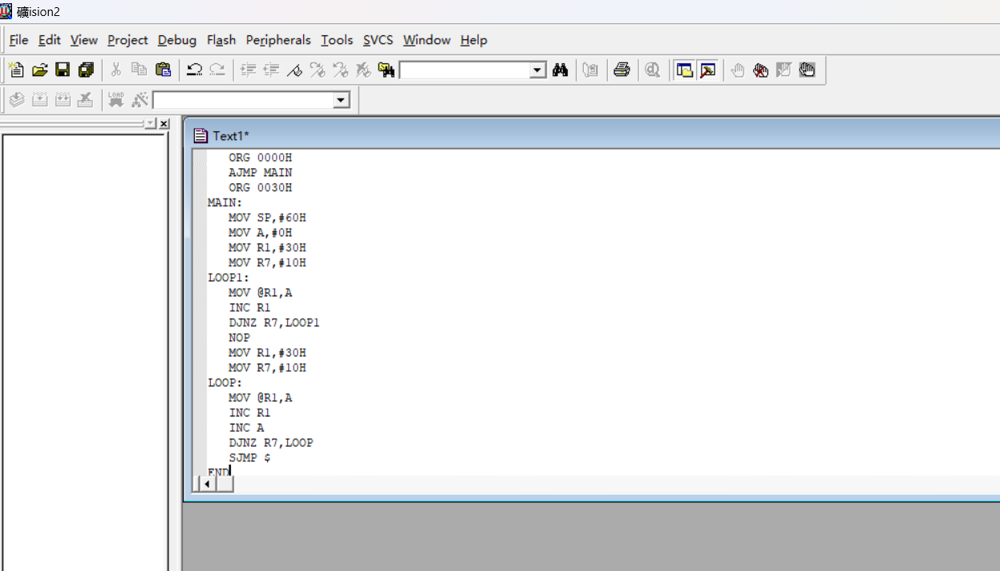 礦ision2
File Edit View Project Debug Flash Peripherals Tools SVCS Window Help
LOAD
Text1*
ORG 0000H
AJMP MAIN
ORG 0030H
MAIN:
MOV SP,#60H
MOV A,#0H
MOV R1,#30H
MOV R7,#10H
LOOP1:
MOV @R1,A
INC R1
DJNZ R7,LOOP1
NOP
MOV R1,#30H
MOV R7,#10H
LOOP:
MOV @R1,A
INC R1
INC A
DJNZ R7,LOOP
SJMP $
END